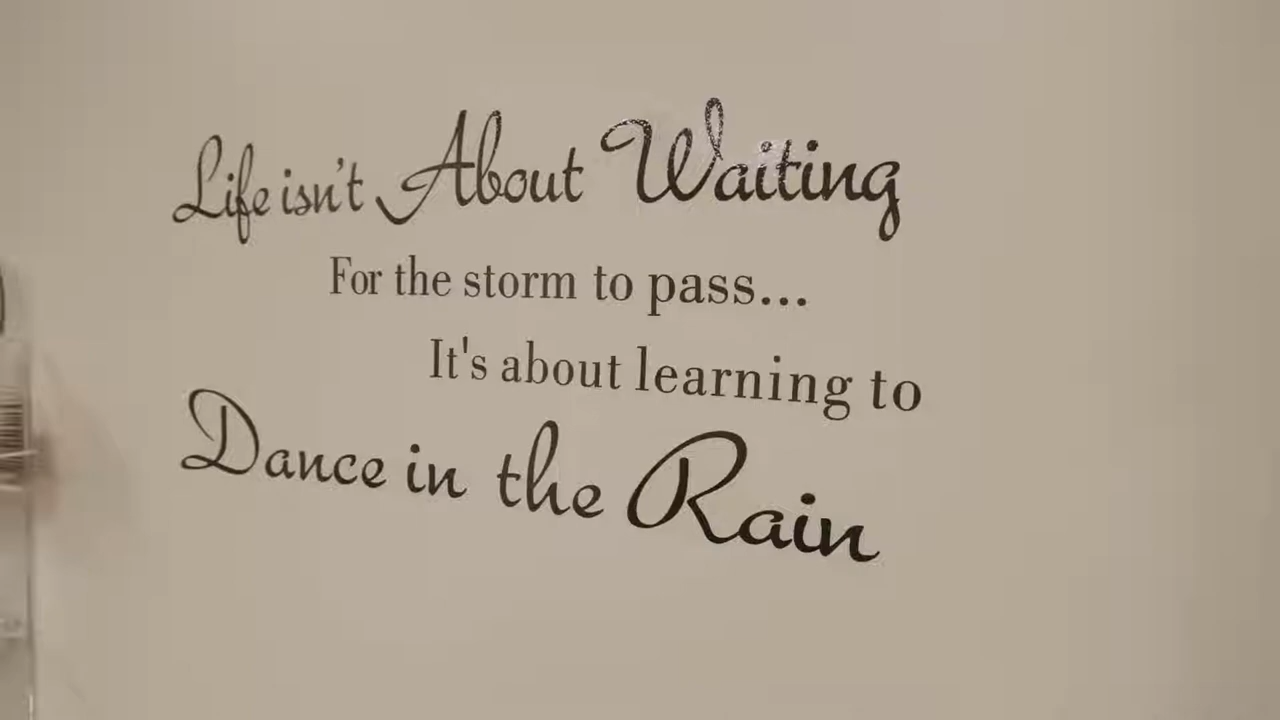 Life isn't About Waiting
For the storm to pass...
It's about learning to
Dance in the Rain